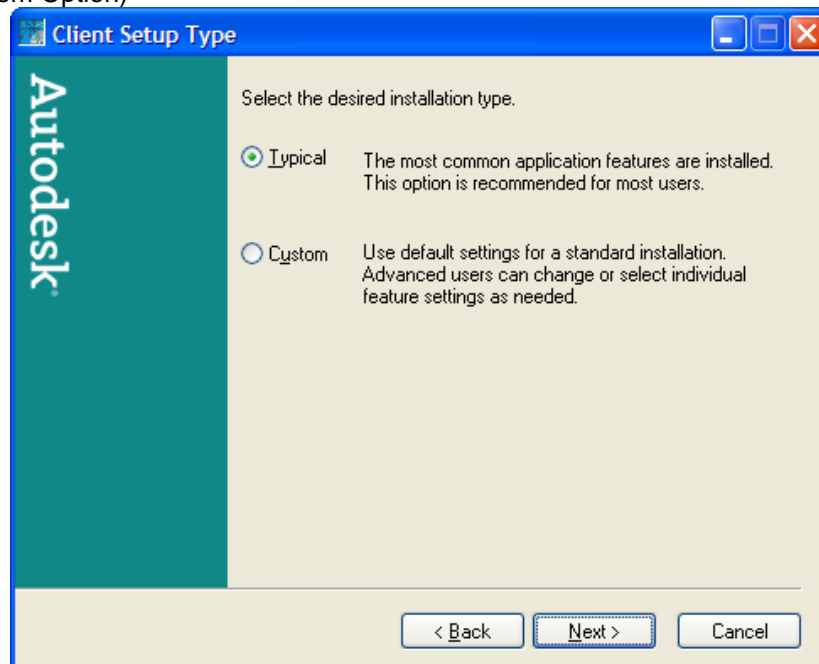 Option)
Client Setup Type
Autodesk
Select the desired installation type.
Typical
The most common application features are installed.
This option is recommended for most users.
Custom
Use default settings for a standard installation.
Advanced users can change or select individual
feature settings as needed.
< Back
Next >
Cancel